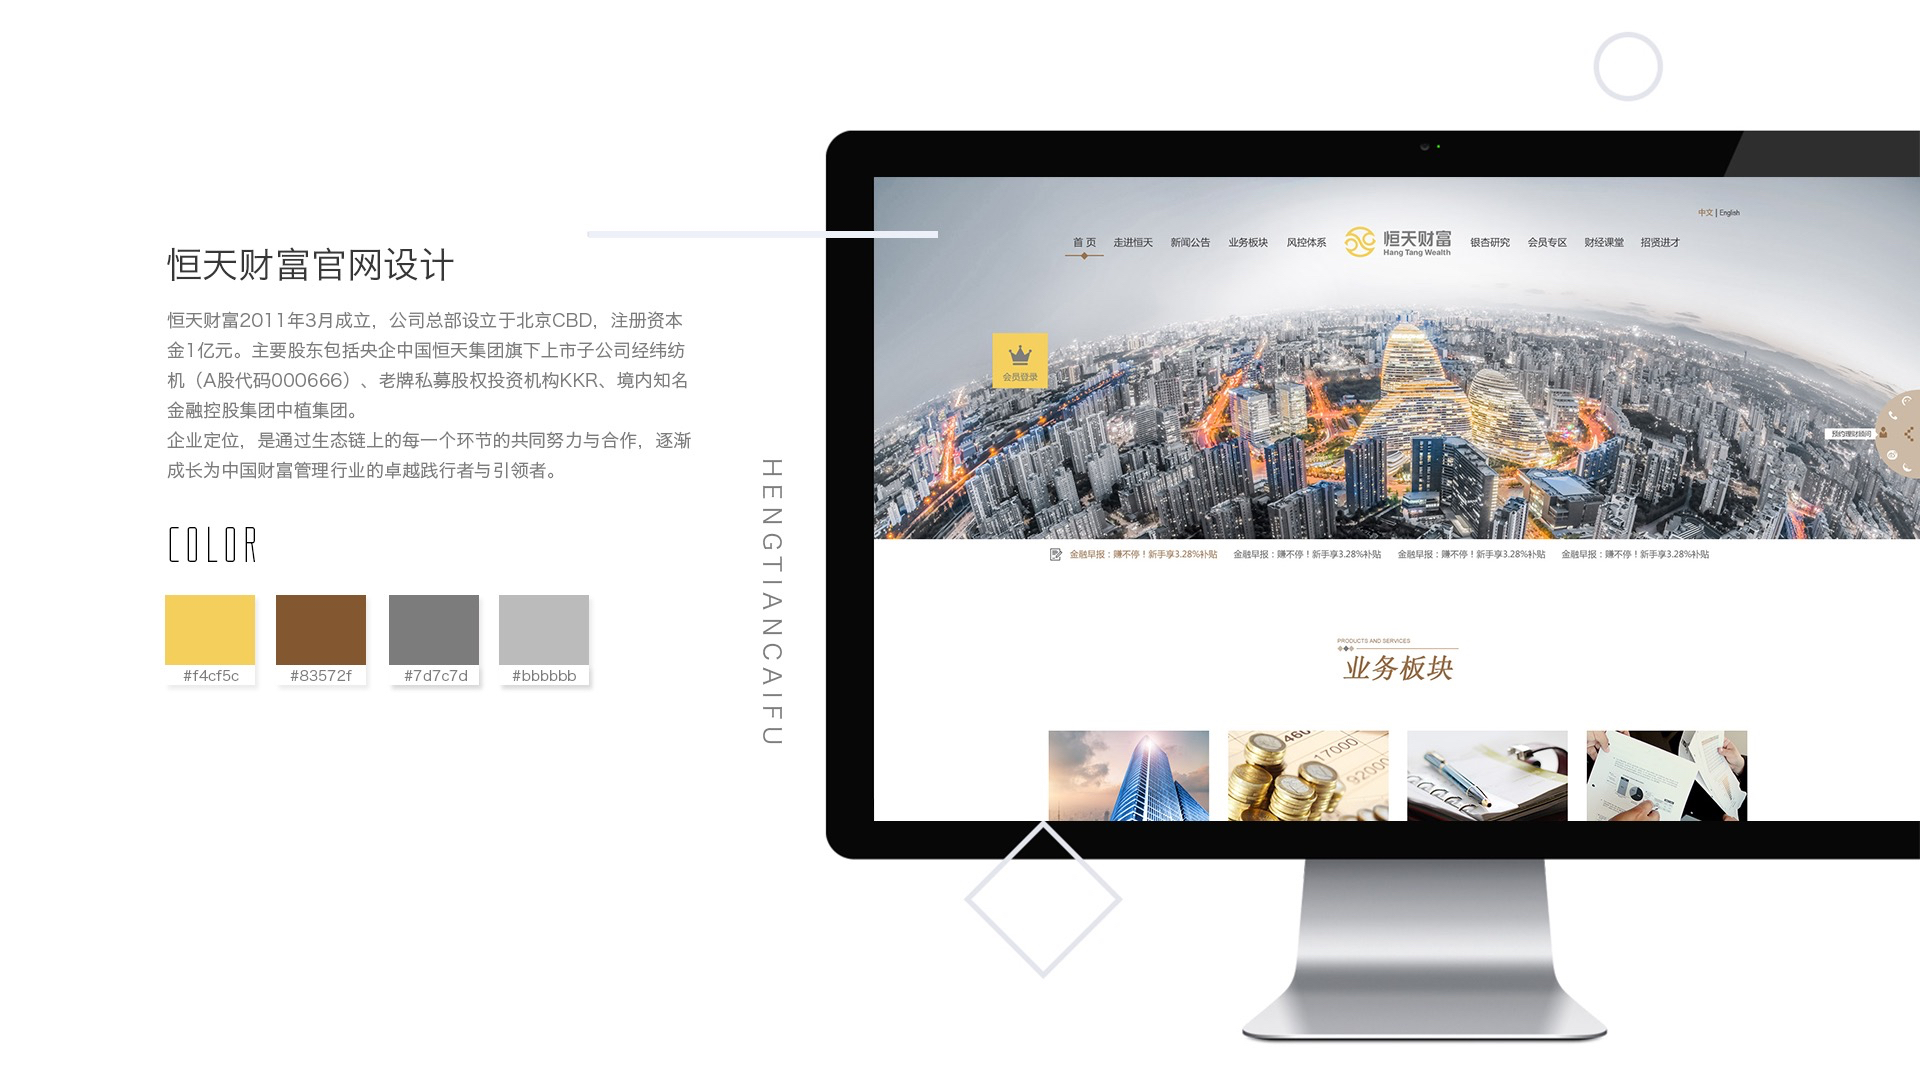 恒天财富官网设计
恒天财富2011年3月成立，公司总部设立于北京CBD，注册资本
金1亿元。主要股东包括央企中国恒天集团旗下上市子公司经纬纺
机（A股代码000666）、老牌私募股权投资机构KKR、境内知名
金融控股集团中植集团。
企业定位，是通过生态链上的每一个环节的共同努力与合作，逐渐
成长为中国财富管理行业的卓越践行者与引领者。
COLOR
#f4cf5c #83572f #7d7c7d #bbbbbb
HENGTIANCAIFU
中文 | English
首 页 走进恒天 新闻公告 业务板块 风控体系 恒天财富 银杏研究 会员专区 财经课堂 招贤进才
Hang Tang Wealth
会员登录
预约理财顾问
金融早报：赚不停！新手享3.28%补贴 金融早报：赚不停！新手享3.28%补贴 金融早报：赚不停！新手享3.28%补贴 金融早报：赚不停！新手享3.28%补贴
PRODUCTS AND SERVICES
业务板块
460
17000
92000